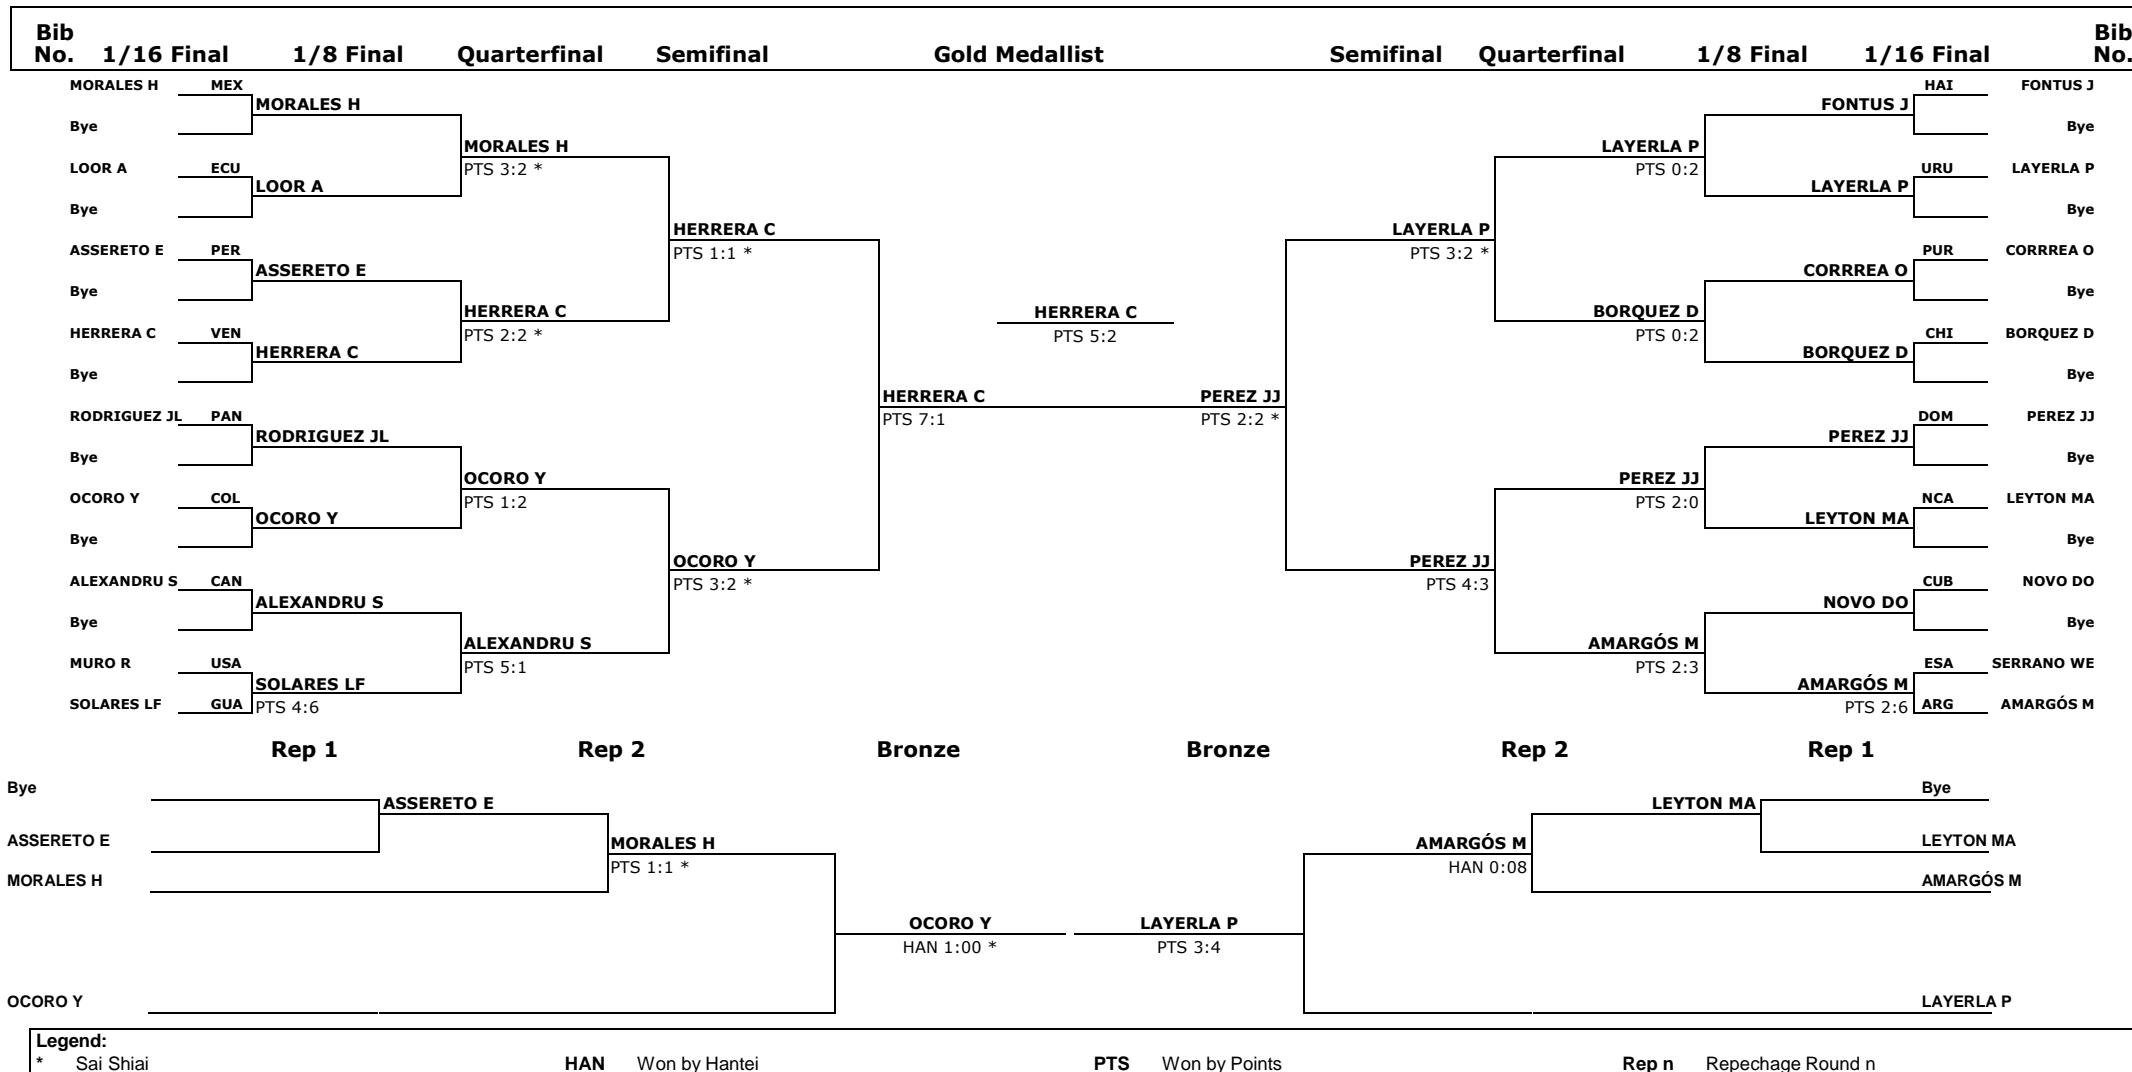 Bib No. 1/16 Final 1/8 Final Quarterfinal Semifinal Gold Medallist Semifinal Quarterfinal 1/8 Final 1/16 Final Bib No.
MORALES H MEX HAI FONTUS J
MORALES H FONTUS J
Bye Bye
MORALES H LAYERLA P
LOOR A ECU PTS 3:2 * PTS 0:2 URU LAYERLA P
LOOR A LAYERLA P
Bye Bye
HERRERA C LAYERLA P
ASSERETO E PER PTS 1:1 * PTS 3:2 * PUR CORRREA O
ASSERETO E CORRREA O
Bye Bye
HERRERA C HERRERA C BORQUEZ D
HERRERA C VEN PTS 2:2 * PTS 5:2 PTS 0:2 CHI BORQUEZ D
HERRERA C BORQUEZ D
Bye Bye
HERRERA C PEREZ JJ
RODRIGUEZ JL PAN PTS 7:1 PTS 2:2 * DOM PEREZ JJ
RODRIGUEZ JL PEREZ JJ
Bye Bye
OCORO Y PEREZ JJ
OCORO Y COL PTS 1:2 PTS 2:0 NCA LEYTON MA
OCORO Y LEYTON MA
Bye Bye
OCORO Y PEREZ JJ
ALEXANDRU S CAN PTS 3:2 * PTS 4:3 CUB NOVO DO
ALEXANDRU S NOVO DO
Bye Bye
ALEXANDRU S AMARGÓS M
MURO R USA PTS 5:1 PTS 2:3 ESA SERRANO WE
SOLARES LF AMARGÓS M
SOLARES LF GUA PTS 4:6 PTS 2:6 ARG AMARGÓS M
Rep 1 Rep 2 Bronze Bronze Rep 2 Rep 1
Bye Bye
ASSERETO E LEYTON MA
ASSERETO E MORALES H AMARGÓS M LEYTON MA
PTS 1:1 * HAN 0:08
MORALES H AMARGÓS M
OCORO Y LAYERLA P
HAN 1:00 * PTS 3:4
OCORO Y LAYERLA P
Legend:
* Sai Shiai HAN Won by Hantei PTS Won by Points Rep n Repechage Round n